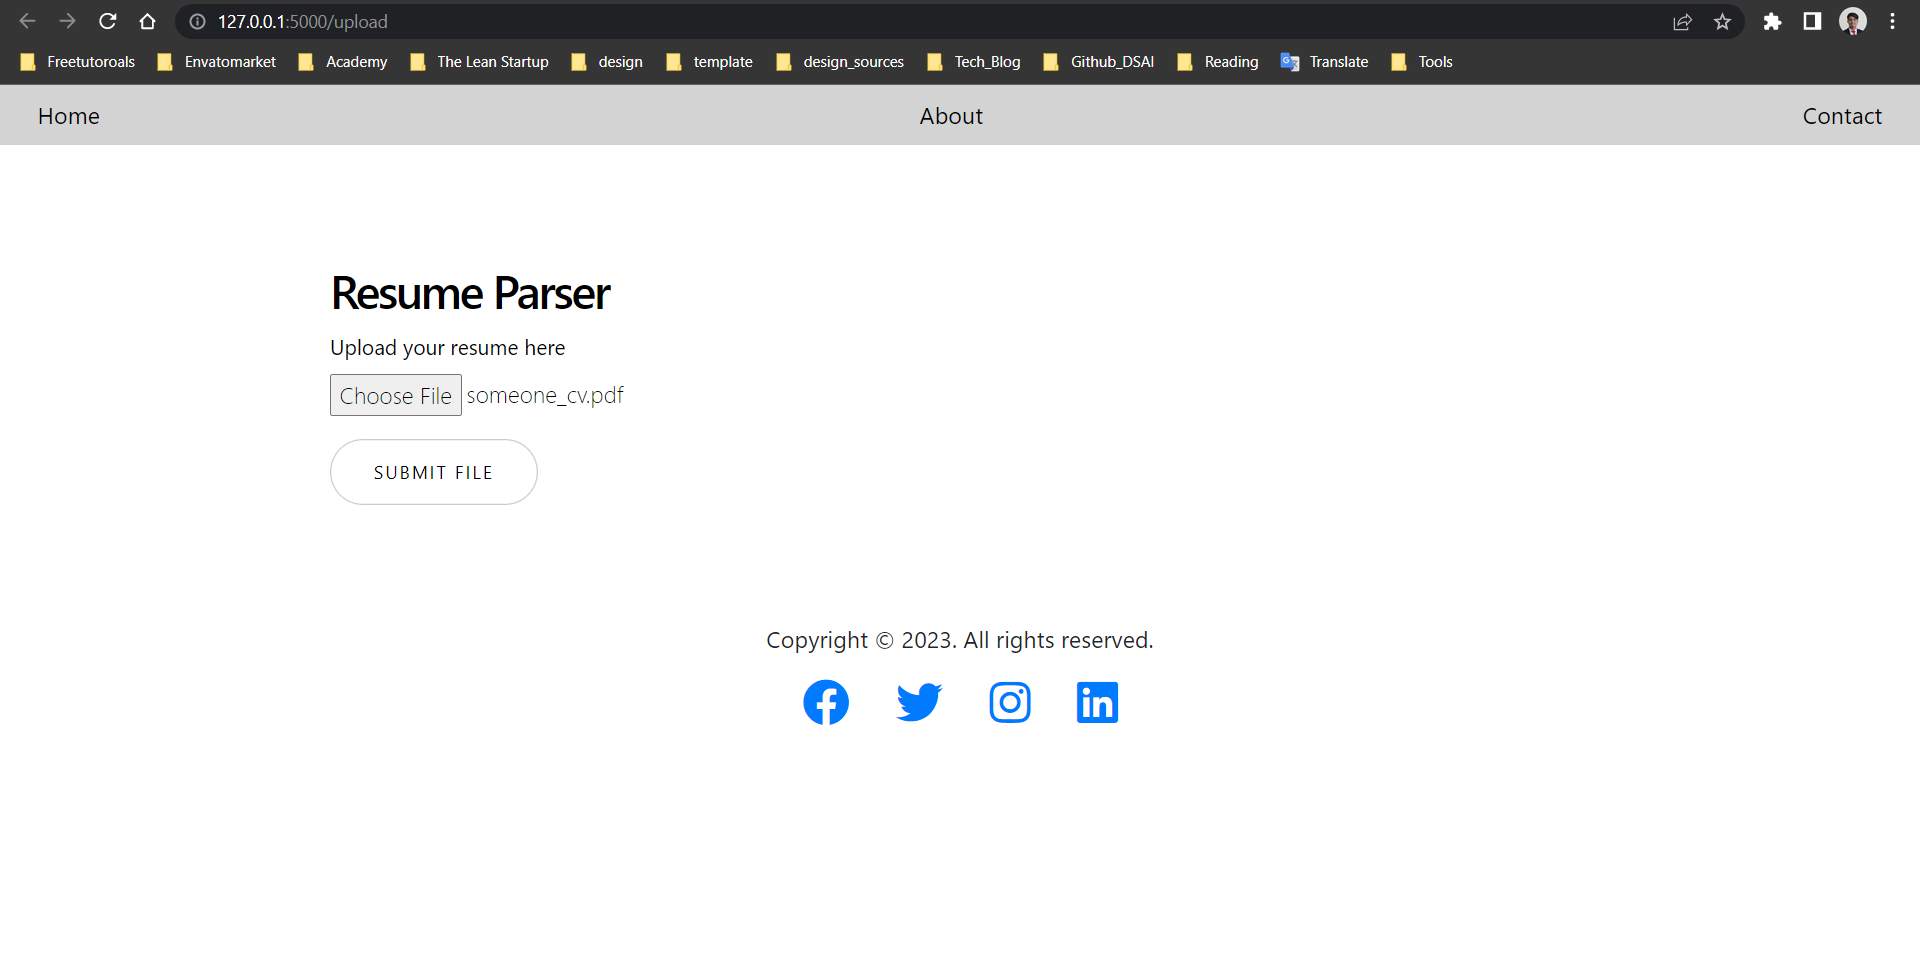 127.0.0.1:5000/upload
Freetutoroals Envatomarket Academy The Lean Startup design template design_sources Tech_Blog Github_DSAI Reading Translate Tools
Home About Contact
Resume Parser
Upload your resume here
Choose File someone_cv.pdf
SUBMIT FILE
Copyright © 2023. All rights reserved.